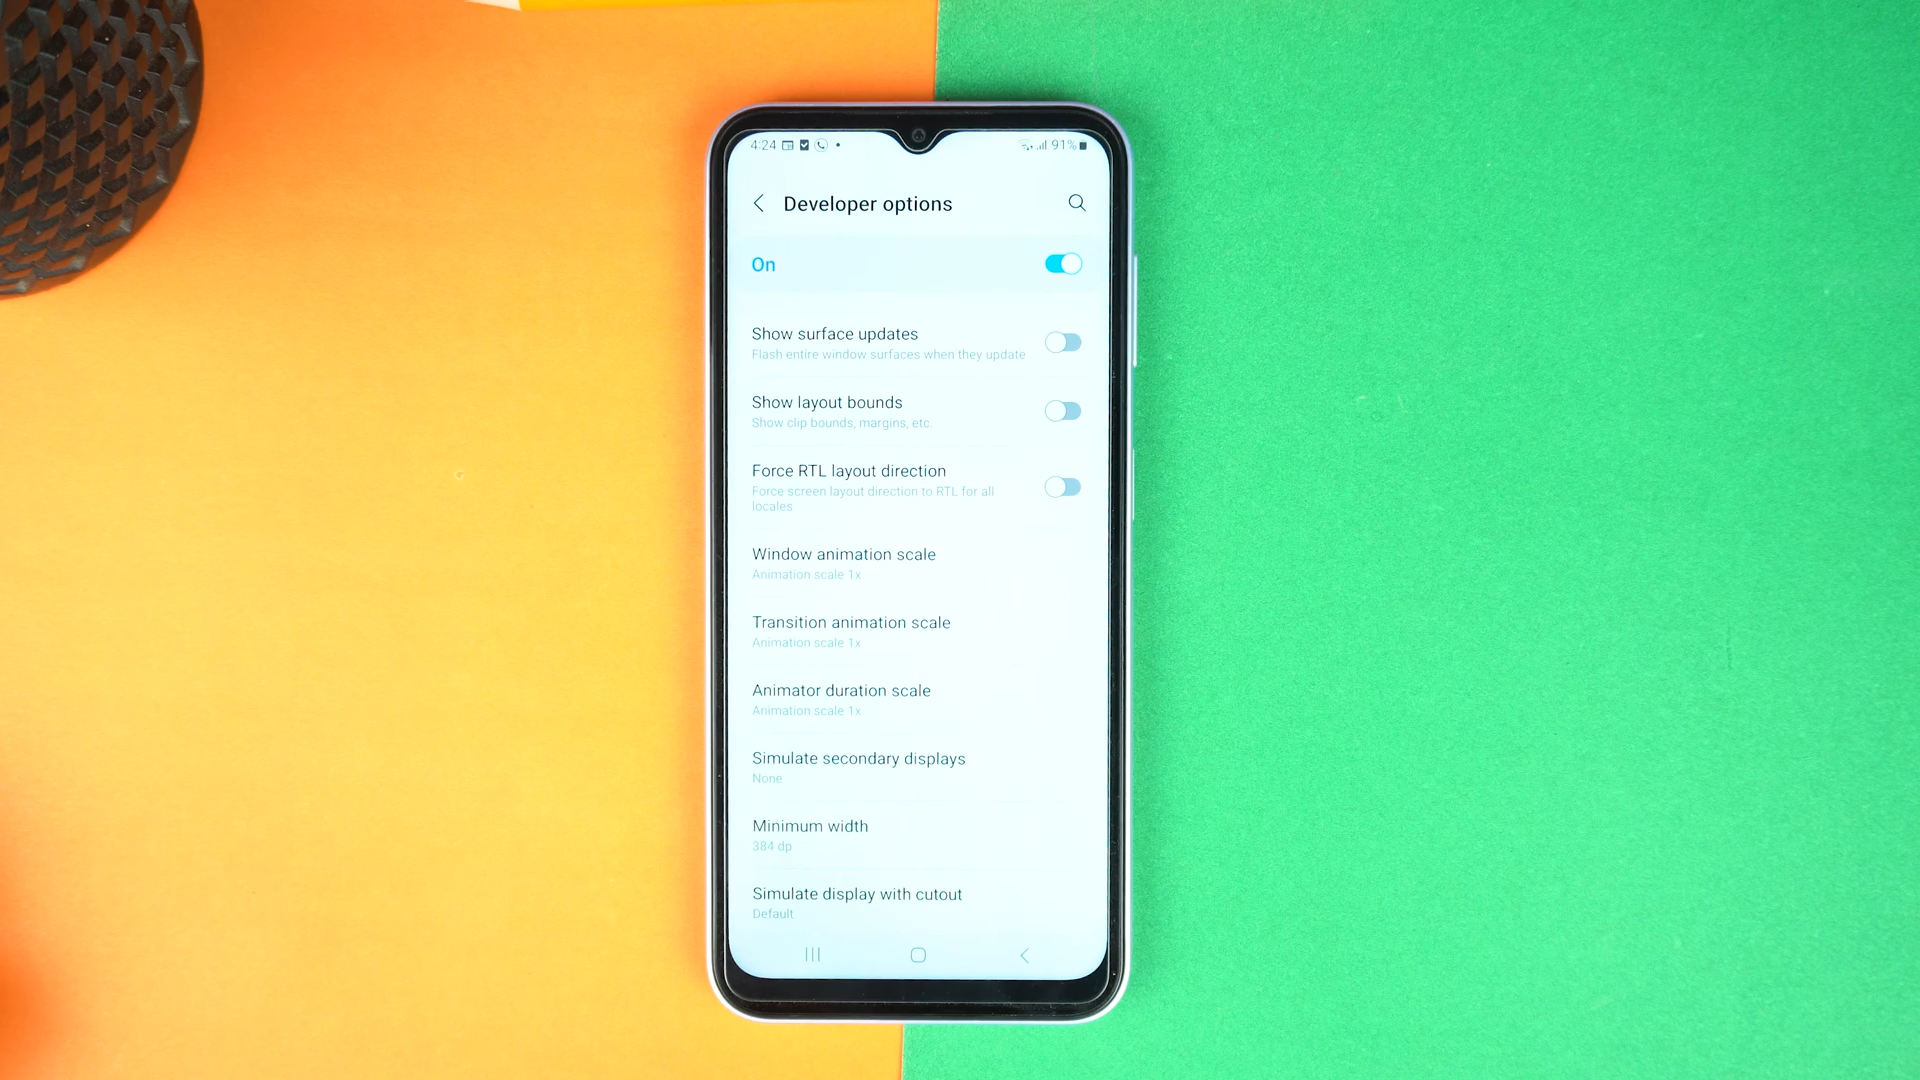 4:24 91%
Developer options
On
Show surface updates
Flash entire window surfaces when they update
Show layout bounds
Show clip bounds, margins, etc.
Force RTL layout direction
Force screen layout direction to RTL for all
locales
Window animation scale
Animation scale 1x
Transition animation scale
Animation scale 1x
Animator duration scale
Animation scale 1x
Simulate secondary displays
None
Minimum width
384 dp
Simulate display with cutout
Default